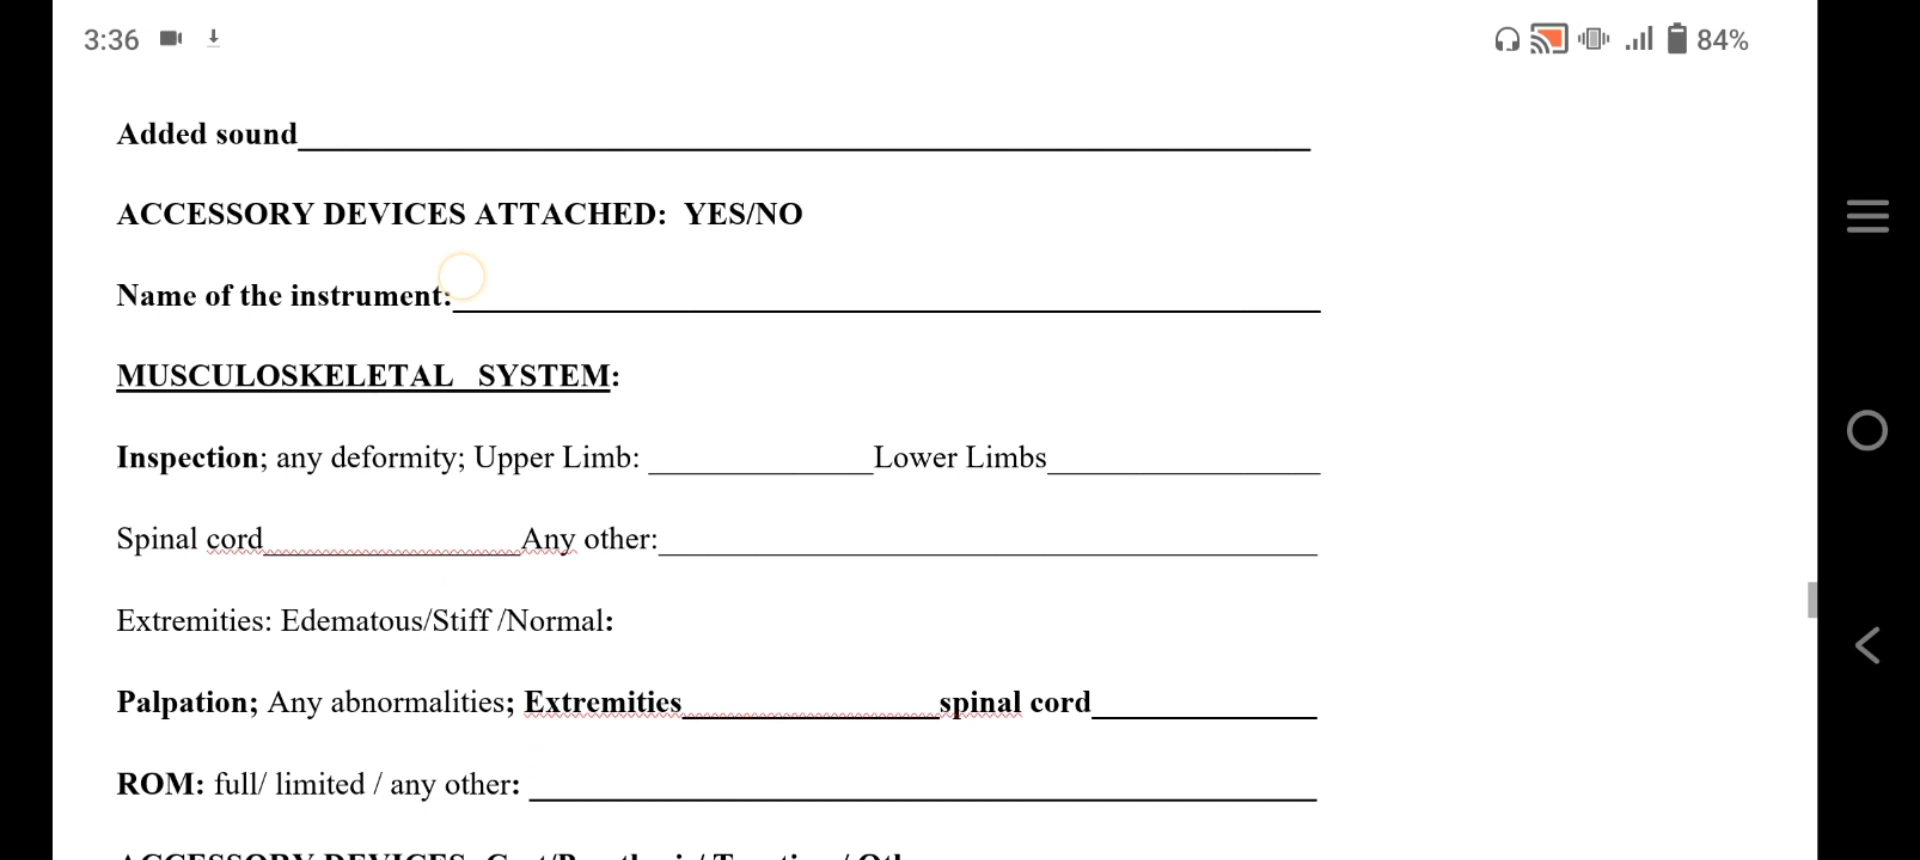 3:36
84%
Added sound
ACCESSORY DEVICES ATTACHED: YES/NO
Name of the instrument:
MUSCULOSKELETAL SYSTEM:
Inspection; any deformity; Upper Limb: Lower Limbs
Spinal cord Any other:
Extremities: Edematous/Stiff /Normal:
Palpation; Any abnormalities; Extremities spinal cord
ROM: full/ limited / any other:
ACCESSORY DEVICES